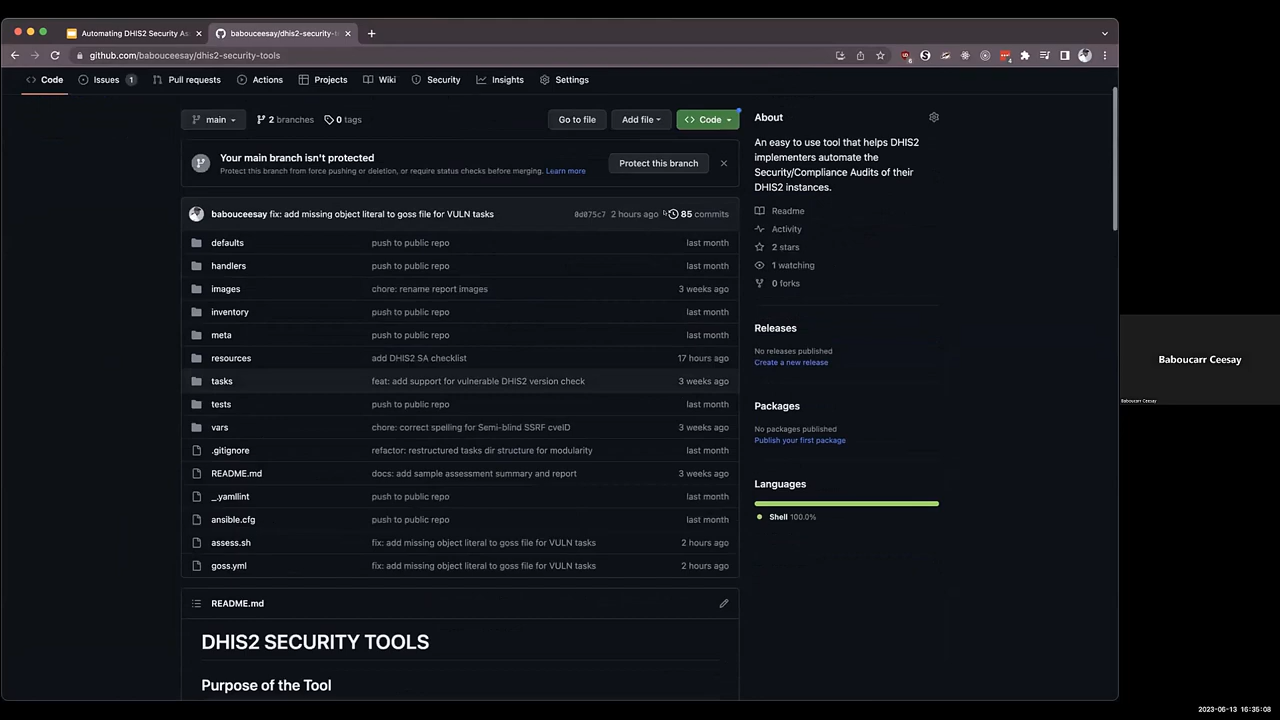 Automating DHIS2 Security As
babouceesay/dhis2-security-t
github.com/babouceesay/dhis2-security-tools
Code
Issues 1
Pull requests
Actions
Projects
Wiki
Security
Insights
Settings
main
2 branches
0 tags
Go to file
Add file
Code
Your main branch isn't protected
Protect this branch from force pushing or deletion, or require status checks before merging. Learn more
Protect this branch
babouceesay fix: add missing object literal to goss file for VULN tasks 0d075c7 2 hours ago 85 commits
defaults push to public repo last month
handlers push to public repo last month
images chore: rename report images 3 weeks ago
inventory push to public repo last month
meta push to public repo last month
resources add DHIS2 SA checklist 17 hours ago
tasks feat: add support for vulnerable DHIS2 version check 3 weeks ago
tests push to public repo last month
vars chore: correct spelling for Semi-blind SSRF cveID 3 weeks ago
.gitignore refactor: restructured tasks dir structure for modularity last month
README.md docs: add sample assessment summary and report 3 weeks ago
_.yamllint push to public repo last month
ansible.cfg push to public repo last month
assess.sh fix: add missing object literal to goss file for VULN tasks 2 hours ago
goss.yml fix: add missing object literal to goss file for VULN tasks 2 hours ago
README.md
DHIS2 SECURITY TOOLS
Purpose of the Tool
About
An easy to use tool that helps DHIS2
implementers automate the
Security/Compliance Audits of their
DHIS2 instances.
Readme
Activity
2 stars
1 watching
0 forks
Releases
No releases published
Create a new release
Packages
No packages published
Publish your first package
Languages
Shell 100.0%
Baboucarr Ceesay
Baboucarr Ceesay
2023-06-13 16:35:08